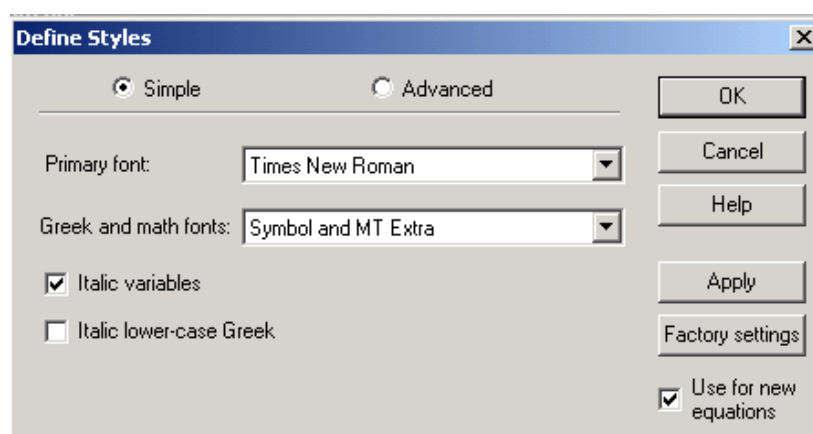 Define Styles
Simple
Advanced
OK
Primary font:
Times New Roman
Cancel
Greek and math fonts:
Symbol and MT Extra
Help
Italic variables
Apply
Italic lower-case Greek
Factory settings
Use for new
equations